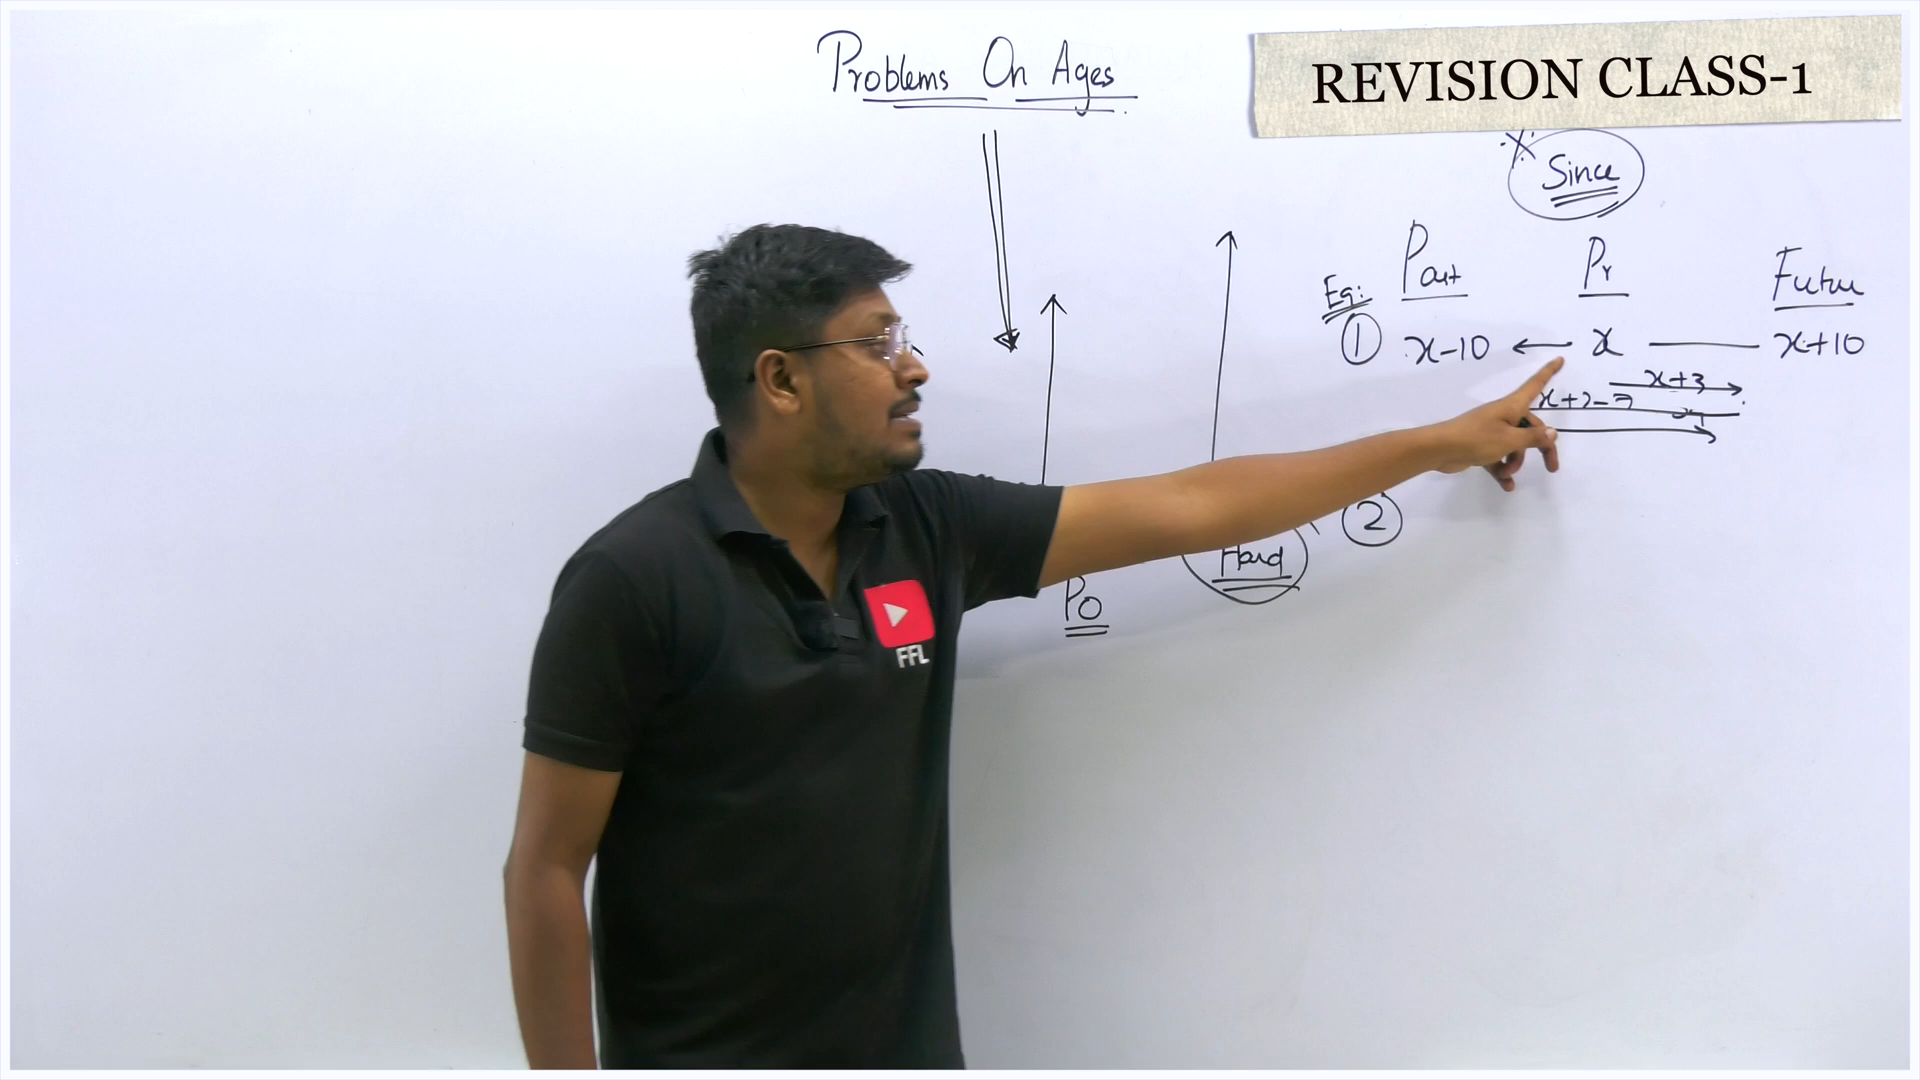 Problems On Ages
REVISION CLASS-1
Since
Past Pr Future
Eg:
① x-10 ← x x+10
x+3
②
Hard
PO
FFL